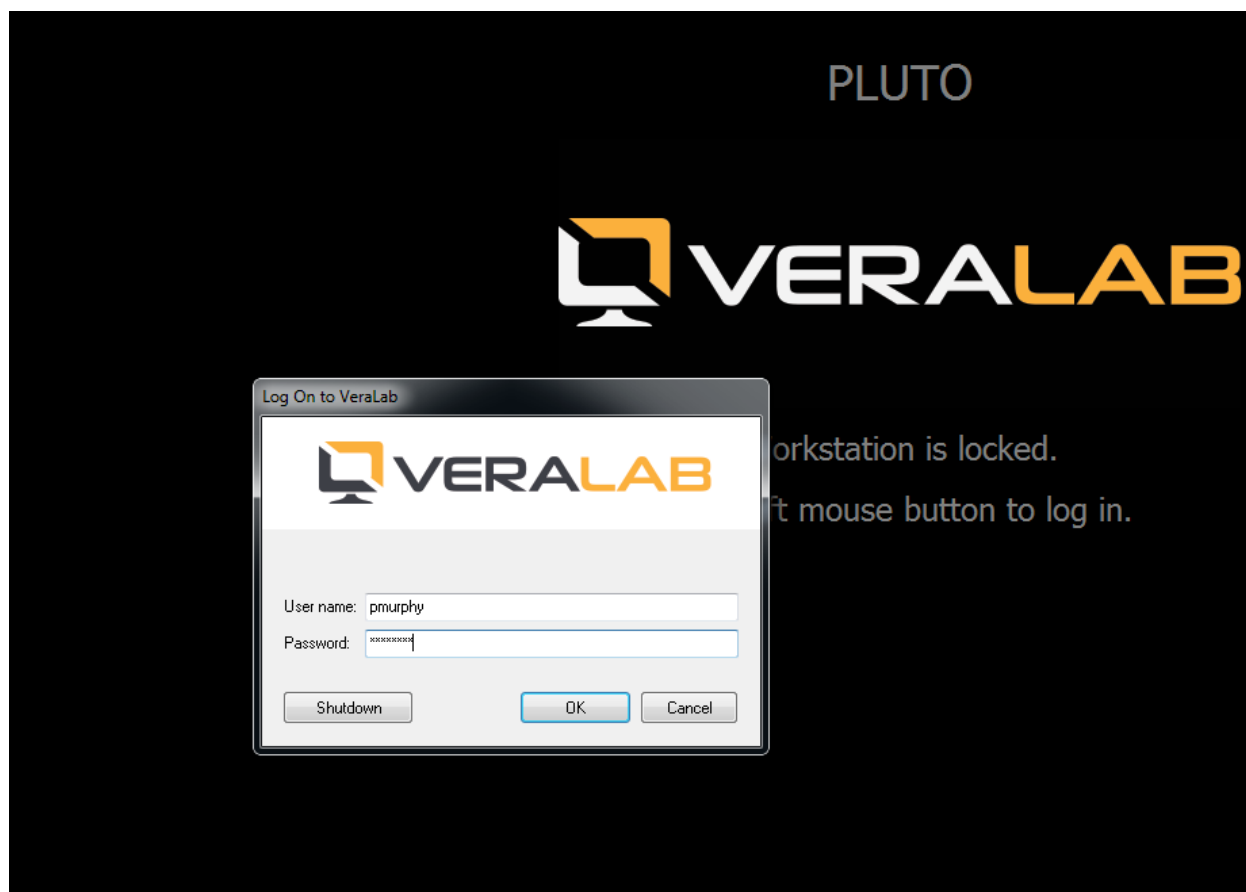 PLUTO
VERALAB
Log On to VeraLab
VERALAB
orkstation is locked.
ft mouse button to log in.
User name: pmurphy
Password: ********
Shutdown OK Cancel